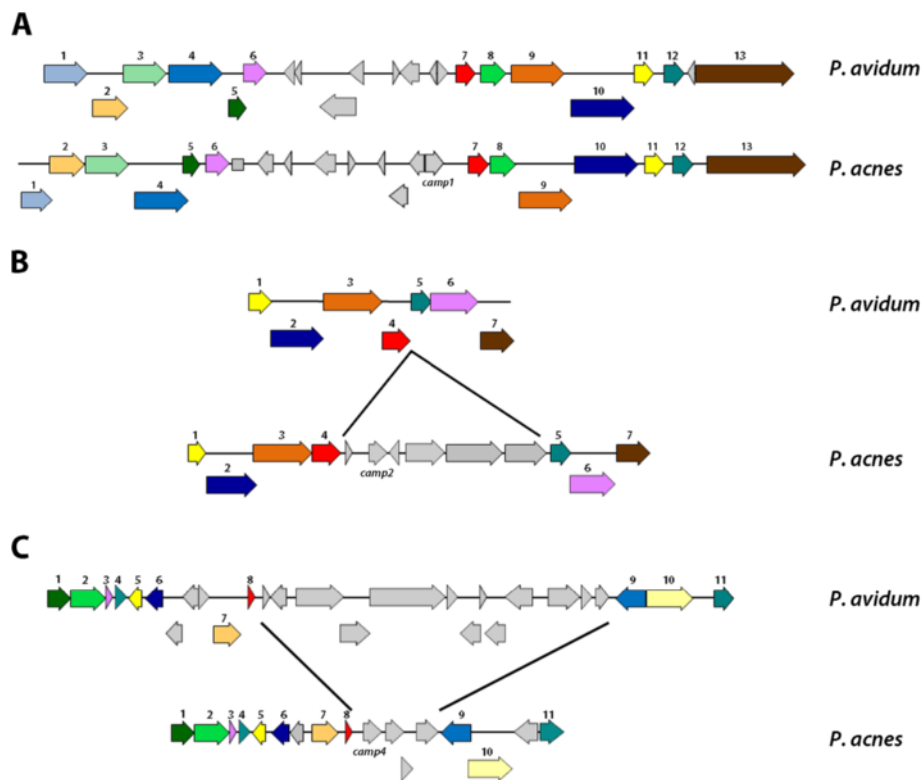 A
1 3 4 6 7 8 9 11 12 13
P. avidum
2 5 10
2 3 5 6 7 8 10 11 12 13
P. acnes
camp1
1 4 9
B
1 3 5 6
P. avidum
2 4 7
1 3 4 5 7
P. acnes
camp2
2 6
C
1 2 3 4 5 6 8 9 10 11
P. avidum
7
1 2 3 4 5 6 7 8 9 11
P. acnes
camp4
10